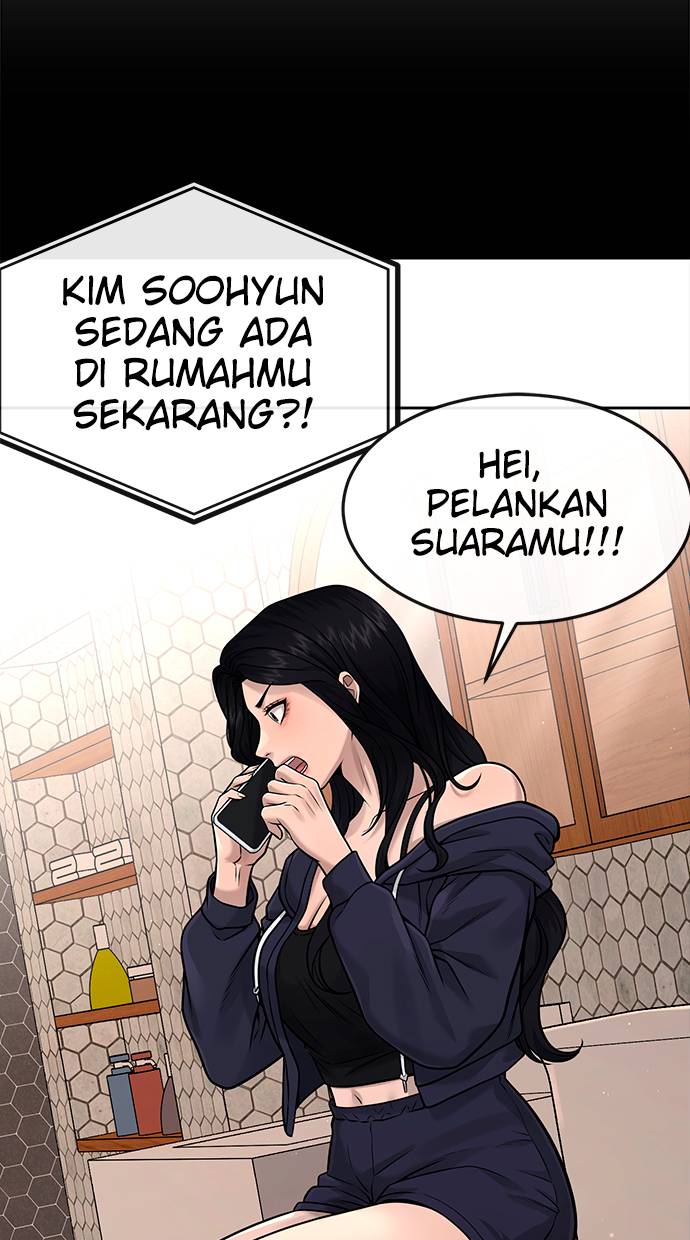 KIM SOOHYUN
SEDANG ADA
DI RUMAHMU
SEKARANG?!
HEI,
PELANKAN
SUARAMU!!!